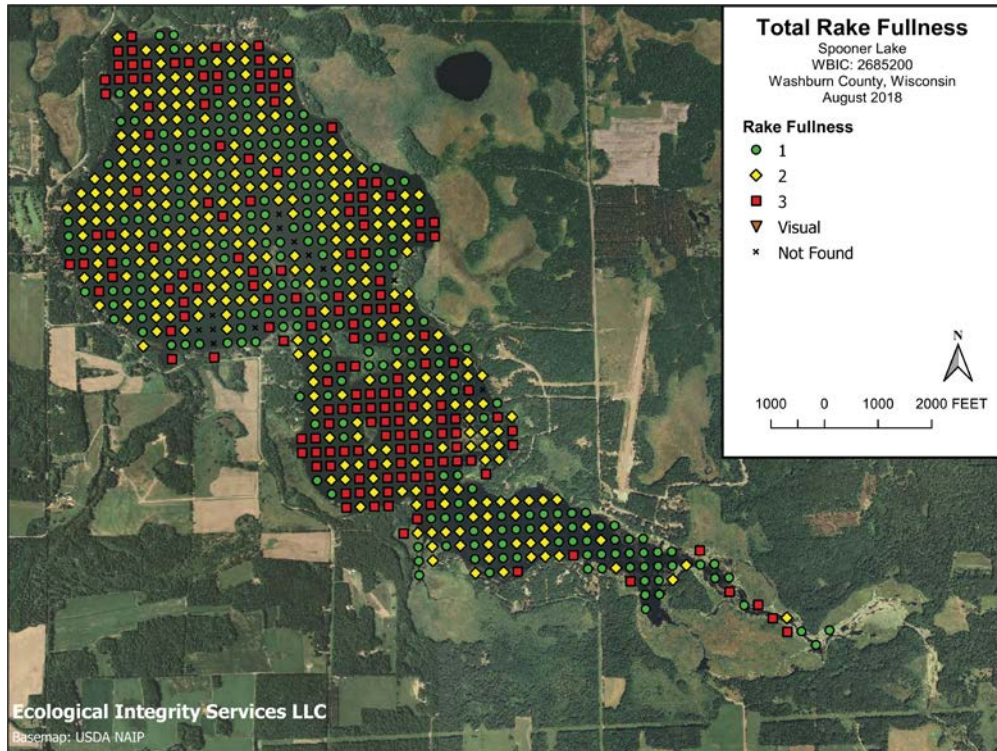 Total Rake Fullness
Spooner Lake
WBIC: 2685200
Washburn County, Wisconsin
August 2018
Rake Fullness
1
2
3
Visual
Not Found
N
1000 0 1000 2000 FEET
Ecological Integrity Services LLC
Basemap: USDA NAIP